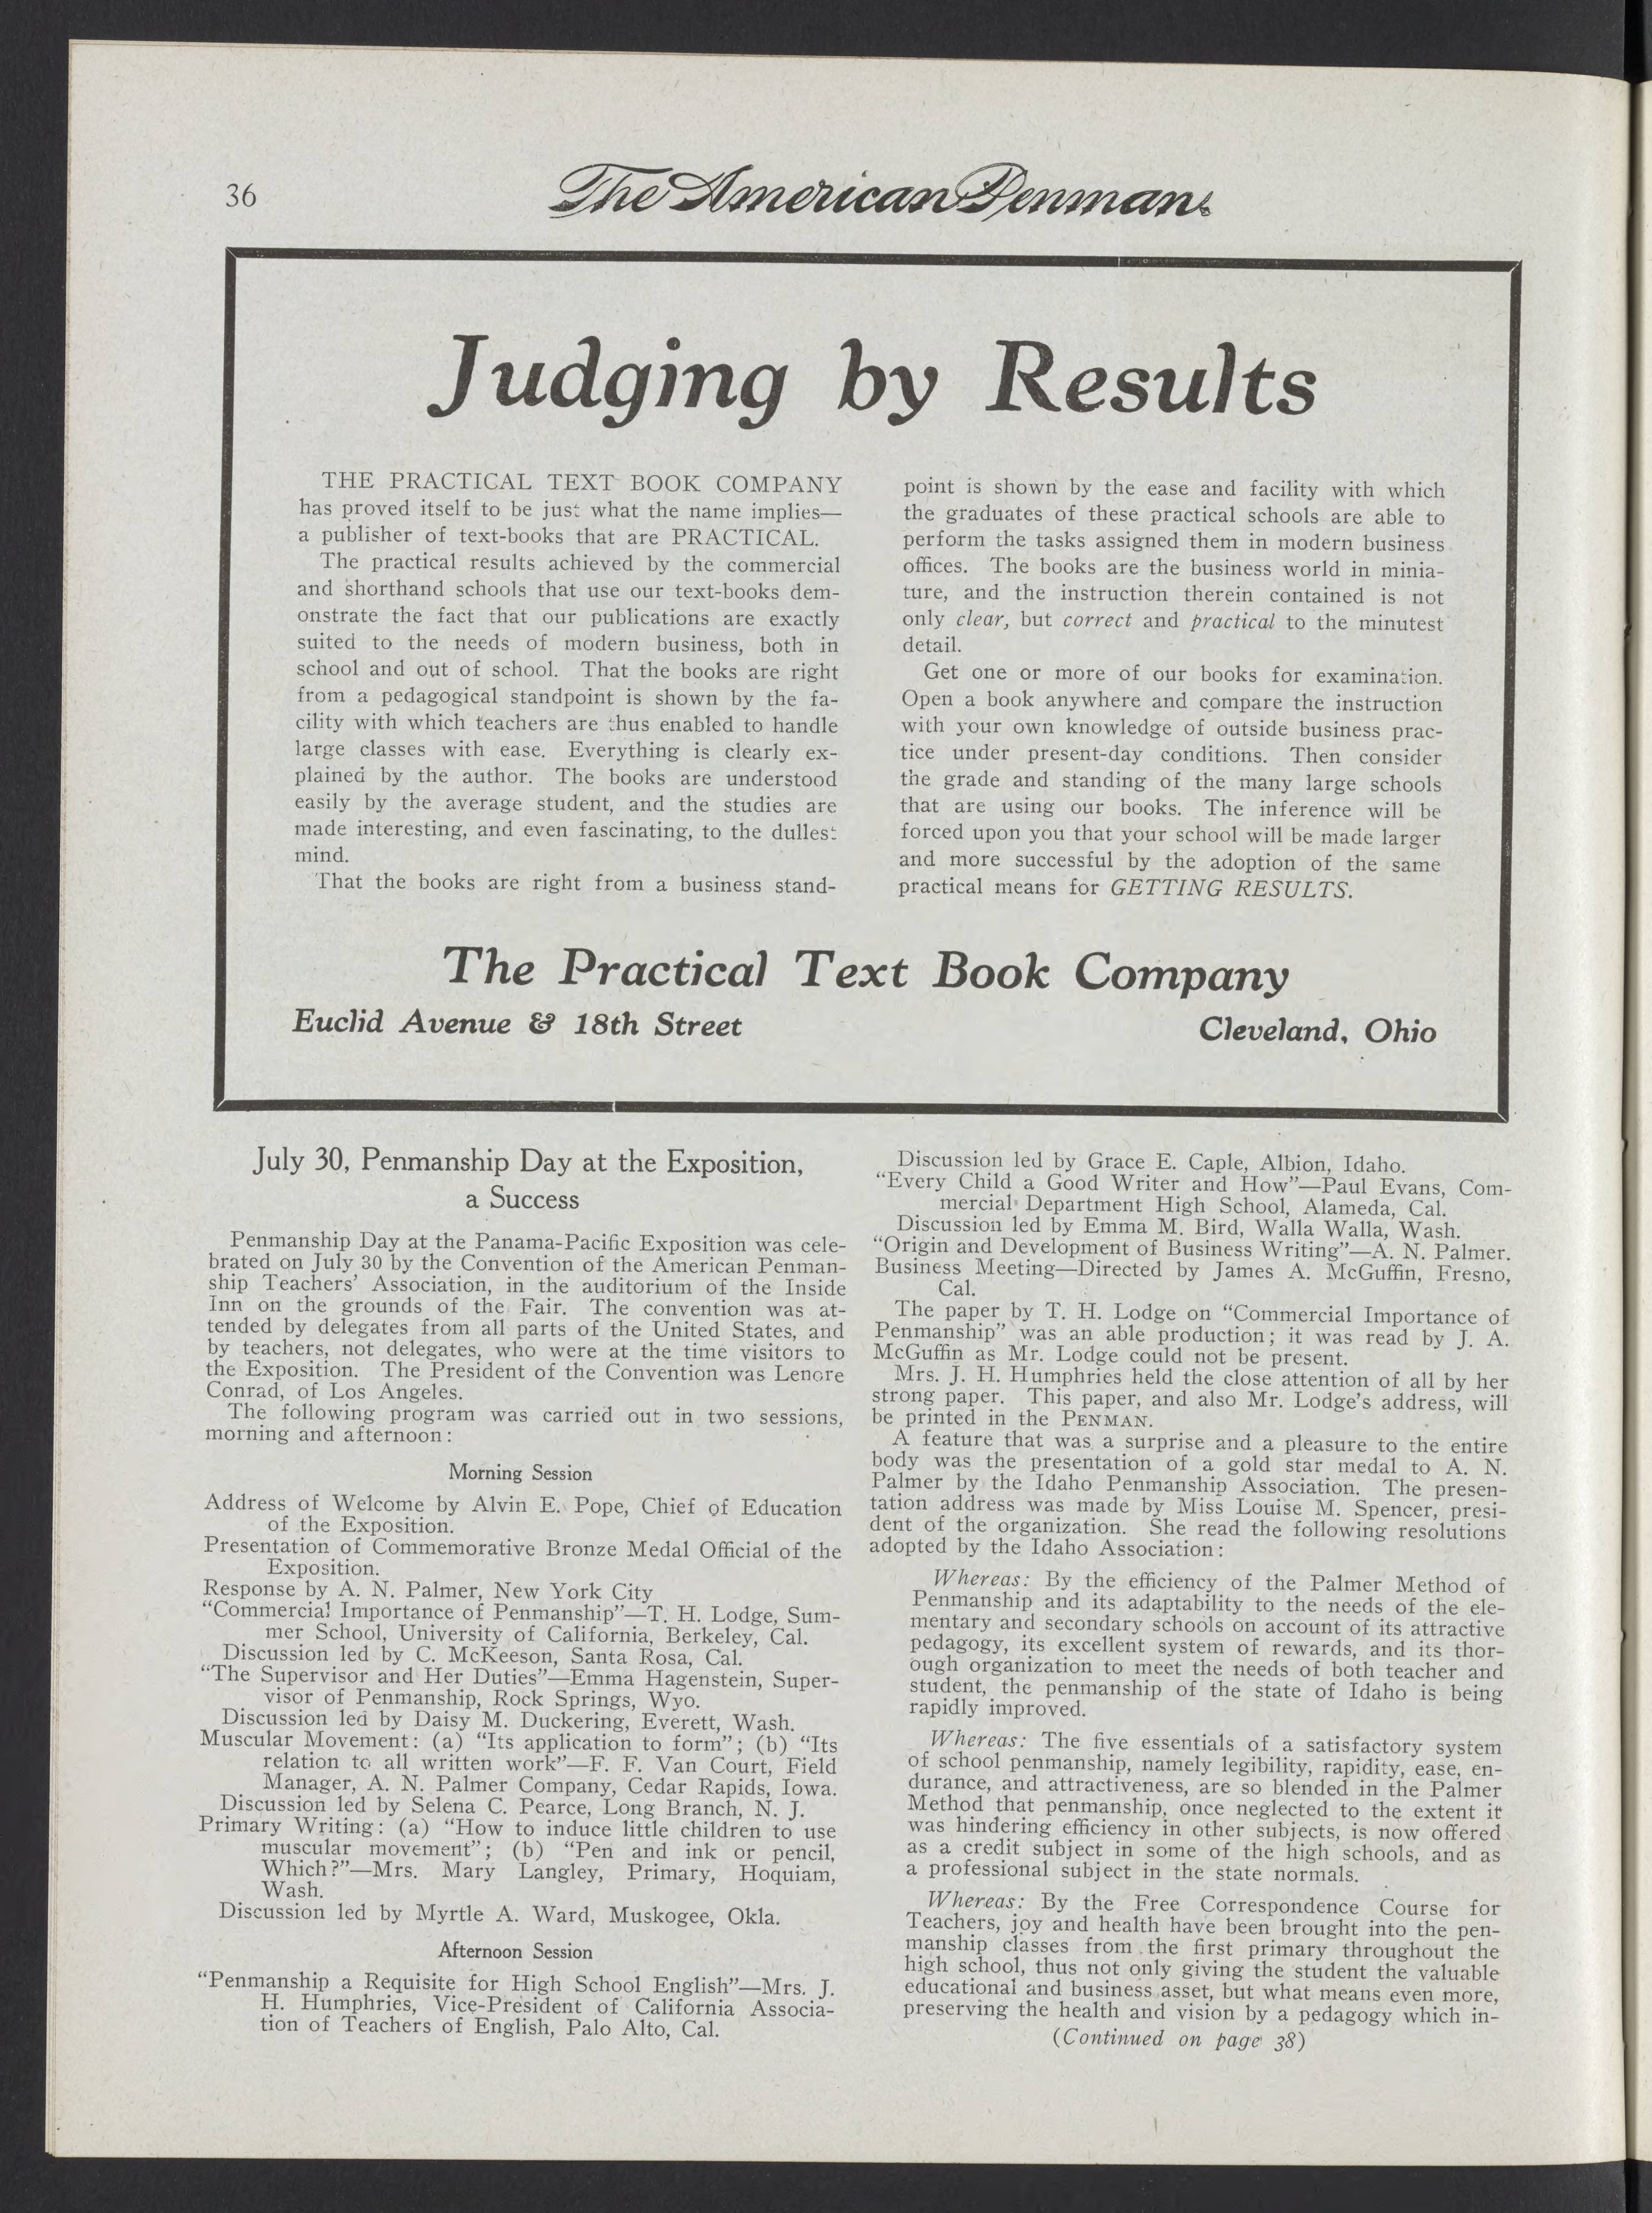 36
The American Penman
Judging by Results
THE PRACTICAL TEXT BOOK COMPANY
has proved itself to be just what the name implies—
a publisher of text-books that are PRACTICAL.
The practical results achieved by the commercial
and shorthand schools that use our text-books dem-
onstrate the fact that our publications are exactly
suited to the needs of modern business, both in
school and out of school. That the books are right
from a pedagogical standpoint is shown by the fa-
cility with which teachers are thus enabled to handle
large classes with ease. Everything is clearly ex-
plained by the author. The books are understood
easily by the average student, and the studies are
made interesting, and even fascinating, to the dullest
mind.
That the books are right from a business stand-
point is shown by the ease and facility with which
the graduates of these practical schools are able to
perform the tasks assigned them in modern business
offices. The books are the business world in minia-
ture, and the instruction therein contained is not
only clear, but correct and practical to the minutest
detail.
Get one or more of our books for examination.
Open a book anywhere and compare the instruction
with your own knowledge of outside business prac-
tice under present-day conditions. Then consider
the grade and standing of the many large schools
that are using our books. The inference will be
forced upon you that your school will be made larger
and more successful by the adoption of the same
practical means for GETTING RESULTS.
The Practical Text Book Company
Euclid Avenue & 18th Street Cleveland, Ohio
July 30, Penmanship Day at the Exposition,
a Success
Penmanship Day at the Panama-Pacific Exposition was cele-
brated on July 30 by the Convention of the American Penman-
ship Teachers' Association, in the auditorium of the Inside
Inn on the grounds of the Fair. The convention was at-
tended by delegates from all parts of the United States, and
by teachers, not delegates, who were at the time visitors to
the Exposition. The President of the Convention was Lenore
Conrad, of Los Angeles.
The following program was carried out in two sessions,
morning and afternoon:
Morning Session
Address of Welcome by Alvin E. Pope, Chief of Education
of the Exposition.
Presentation of Commemorative Bronze Medal Official of the
Exposition.
Response by A. N. Palmer, New York City
"Commercial Importance of Penmanship"—T. H. Lodge, Sum-
mer School, University of California, Berkeley, Cal.
Discussion led by C. McKeeson, Santa Rosa, Cal.
"The Supervisor and Her Duties"—Emma Hagenstein, Super-
visor of Penmanship, Rock Springs, Wyo.
Discussion led by Daisy M. Duckering, Everett, Wash.
Muscular Movement: (a) "Its application to form"; (b) "Its
relation to all written work"—F. F. Van Court, Field
Manager, A. N. Palmer Company, Cedar Rapids, Iowa.
Discussion led by Selena C. Pearce, Long Branch, N. J.
Primary Writing: (a) "How to induce little children to use
muscular movement"; (b) "Pen and ink or pencil,
Which?"—Mrs. Mary Langley, Primary, Hoquiam,
Wash.
Discussion led by Myrtle A. Ward, Muskogee, Okla.
Afternoon Session
"Penmanship a Requisite for High School English"—Mrs. J.
H. Humphries, Vice-President of California Associa-
tion of Teachers of English, Palo Alto, Cal.
Discussion led by Grace E. Caple, Albion, Idaho.
"Every Child a Good Writer and How"—Paul Evans, Com-
mercial Department High School, Alameda, Cal.
Discussion led by Emma M. Bird, Walla Walla, Wash.
"Origin and Development of Business Writing"—A. N. Palmer.
Business Meeting—Directed by James A. McGuffin, Fresno,
Cal.
The paper by T. H. Lodge on "Commercial Importance of
Penmanship" was an able production; it was read by J. A.
McGuffin as Mr. Lodge could not be present.
Mrs. J. H. Humphries held the close attention of all by her
strong paper. This paper, and also Mr. Lodge's address, will
be printed in the PENMAN.
A feature that was a surprise and a pleasure to the entire
body was the presentation of a gold star medal to A. N.
Palmer by the Idaho Penmanship Association. The presen-
tation address was made by Miss Louise M. Spencer, presi-
dent of the organization. She read the following resolutions
adopted by the Idaho Association:
Whereas: By the efficiency of the Palmer Method of
Penmanship and its adaptability to the needs of the ele-
mentary and secondary schools on account of its attractive
pedagogy, its excellent system of rewards, and its thor-
ough organization to meet the needs of both teacher and
student, the penmanship of the state of Idaho is being
rapidly improved.
Whereas: The five essentials of a satisfactory system
of school penmanship, namely legibility, rapidity, ease, en-
durance, and attractiveness, are so blended in the Palmer
Method that penmanship, once neglected to the extent it
was hindering efficiency in other subjects, is now offered
as a credit subject in some of the high schools, and as
a professional subject in the state normals.
Whereas: By the Free Correspondence Course for
Teachers, joy and health have been brought into the pen-
manship classes from the first primary throughout the
high school, thus not only giving the student the valuable
educational and business asset, but what means even more,
preserving the health and vision by a pedagogy which in-
(Continued on page 38)